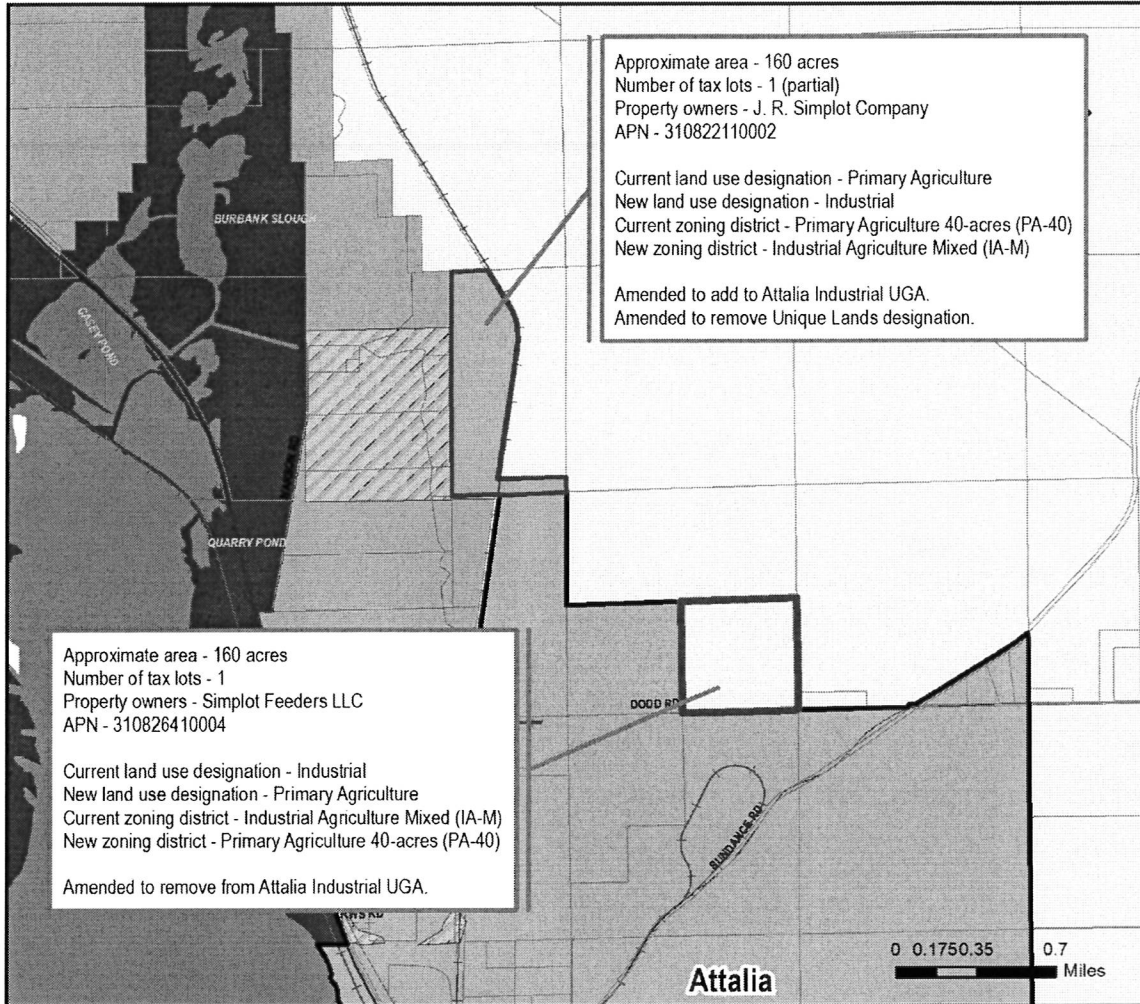 Approximate area - 160 acres
Number of tax lots - 1 (partial)
Property owners - J. R. Simplot Company
APN - 310822110002
Current land use designation - Primary Agriculture
New land use designation - Industrial
Current zoning district - Primary Agriculture 40-acres (PA-40)
New zoning district - Industrial Agriculture Mixed (IA-M)
Amended to add to Attalia Industrial UGA.
Amended to remove Unique Lands designation.
BURBANK SLOUGH
CASEY POND
QUARRY POND
Approximate area - 160 acres
Number of tax lots - 1
Property owners - Simplot Feeders LLC
APN - 310826410004
Current land use designation - Industrial
New land use designation - Primary Agriculture
Current zoning district - Industrial Agriculture Mixed (IA-M)
New zoning district - Primary Agriculture 40-acres (PA-40)
Amended to remove from Attalia Industrial UGA.
DODD RD
SUNDANCE RD
RD
Attalia
0 0.175 0.35 0.7
Miles